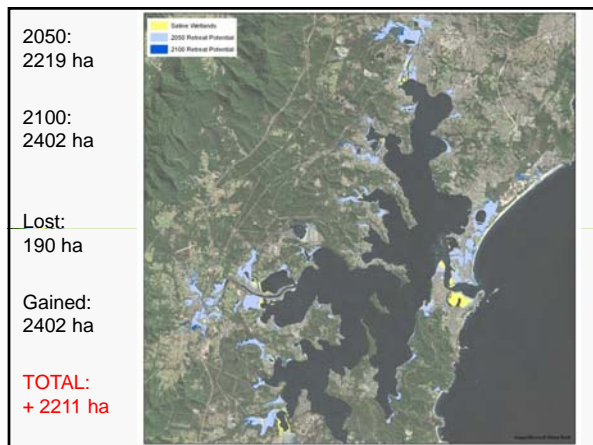 2050:
2219 ha
2100:
2402 ha
Lost:
190 ha
Gained:
2402 ha
TOTAL:
+ 2211 ha
Saline Wetlands
2050 Retreat Potential
2100 Retreat Potential